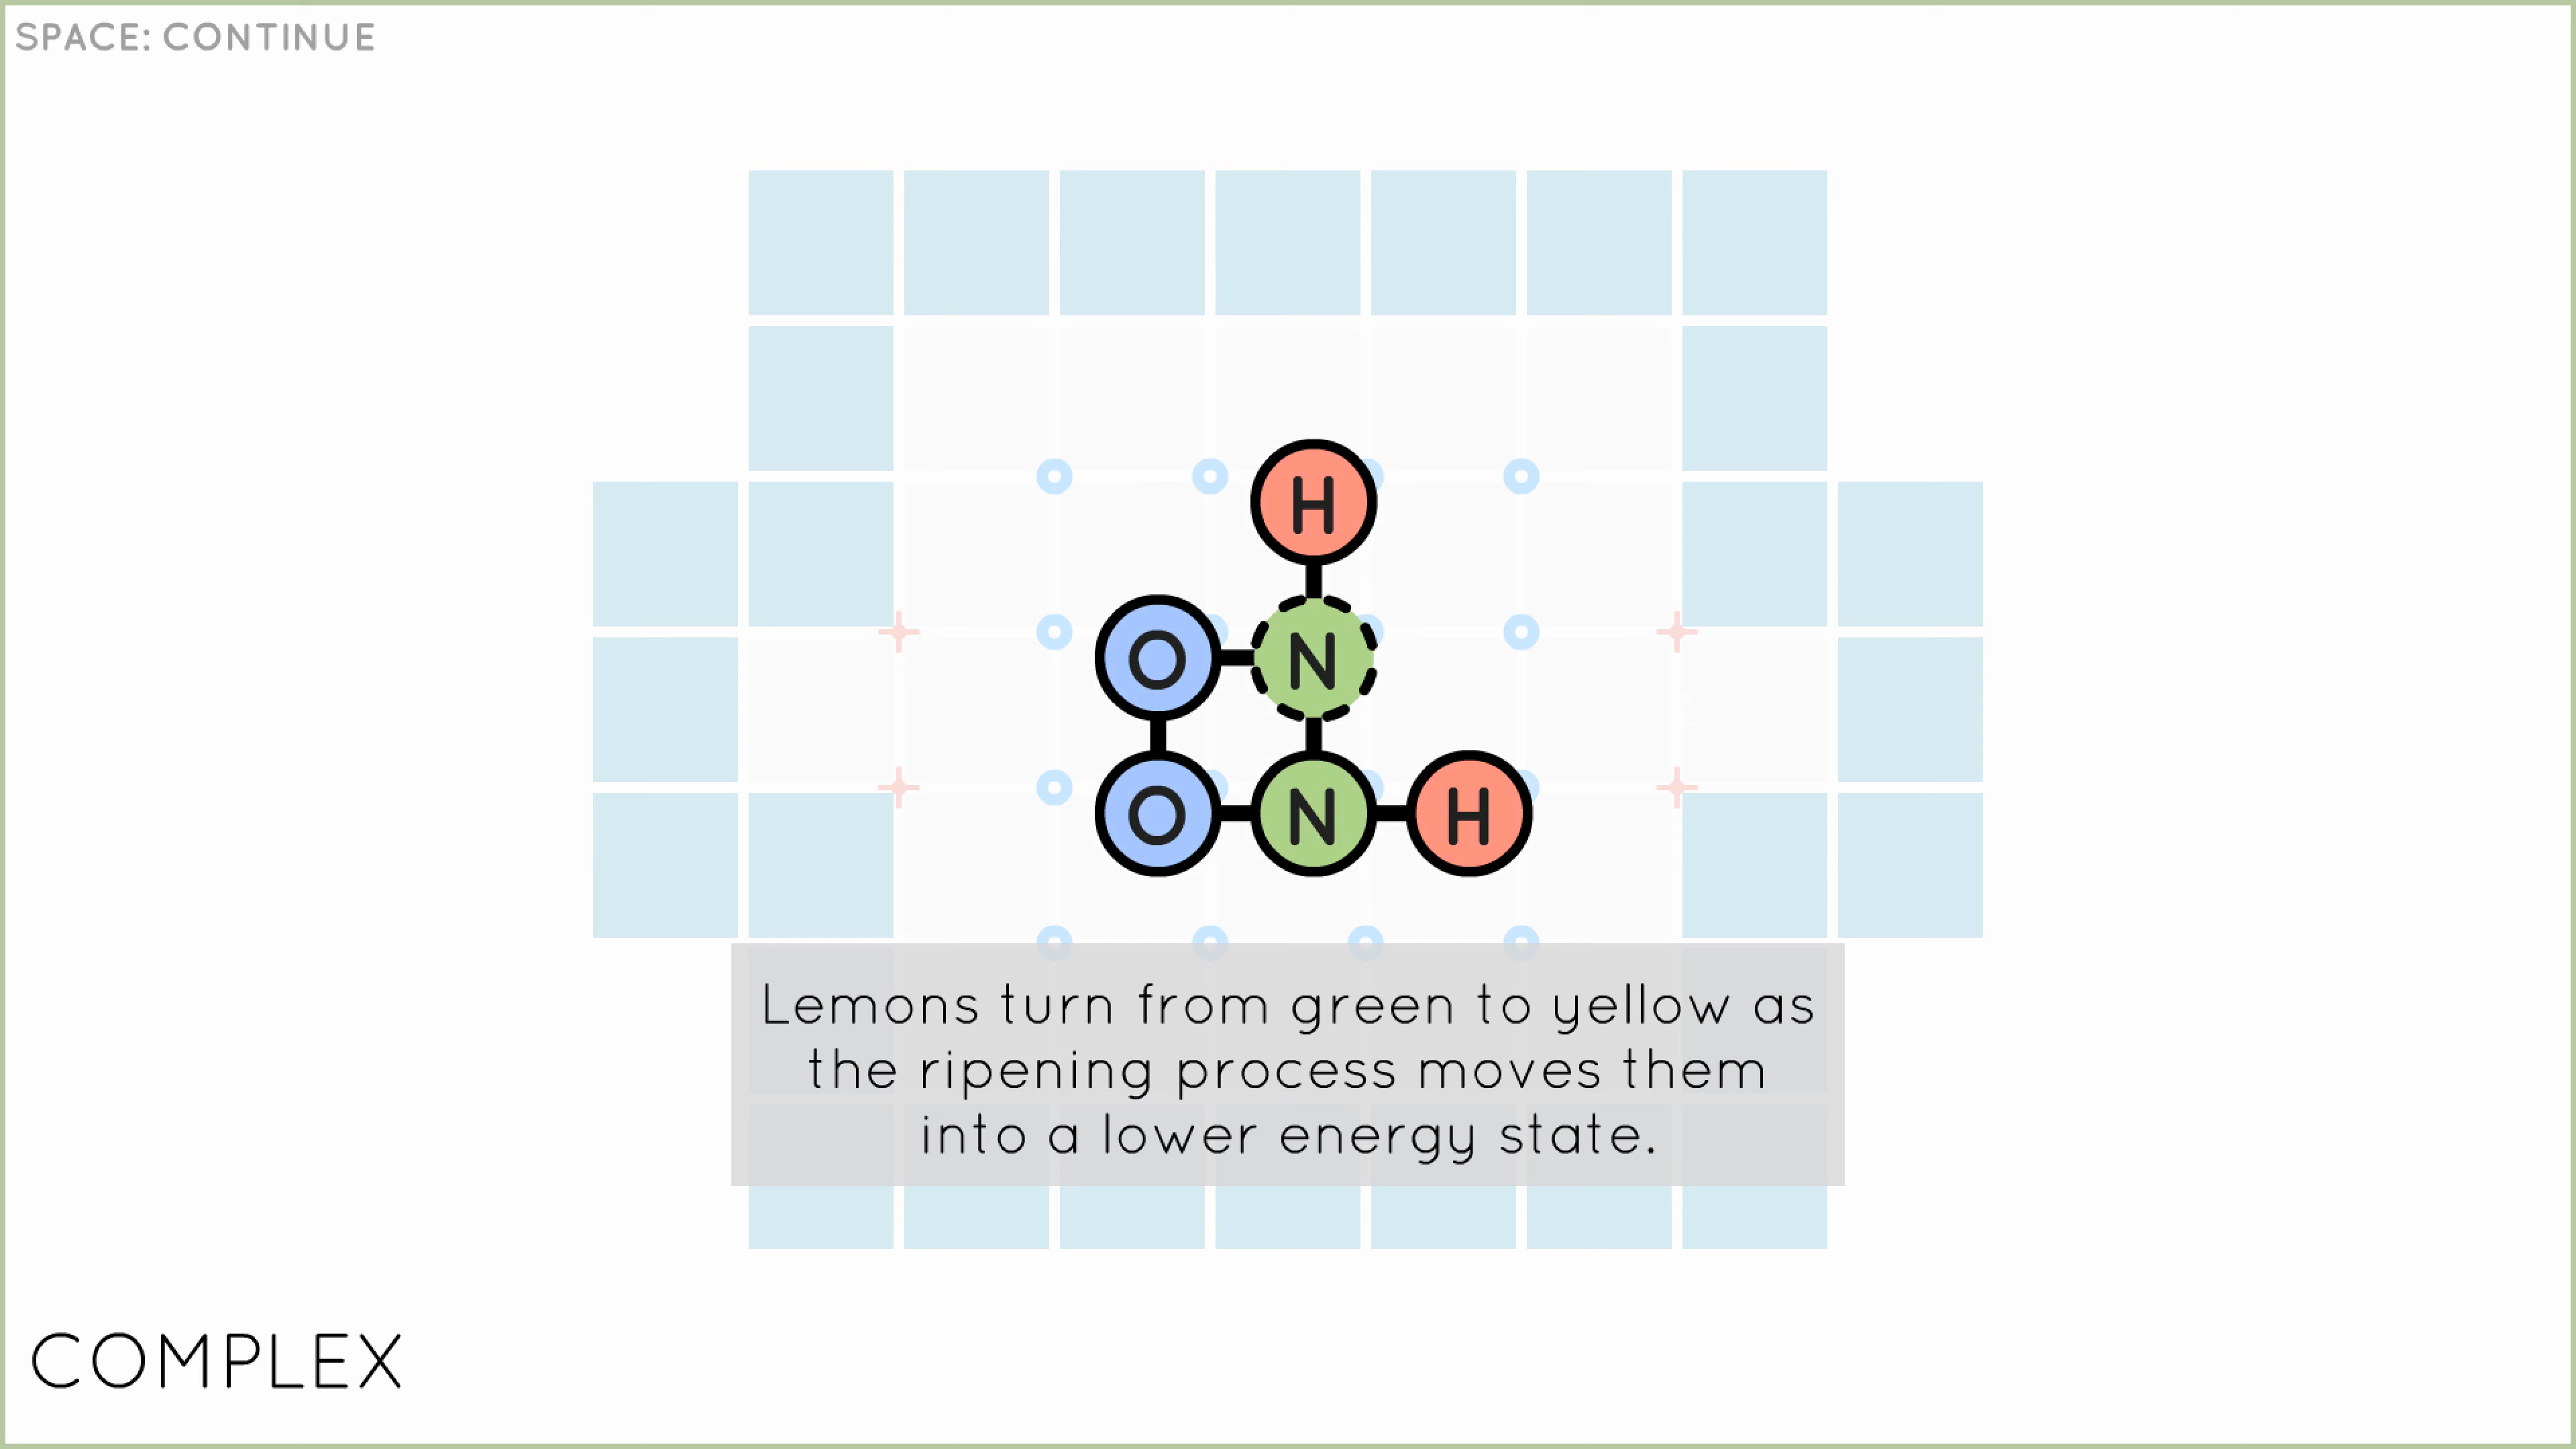 SPACE: CONTINUE
H
O N
O N H
Lemons turn from green to yellow as
the ripening process moves them
into a lower energy state.
COMPLEX